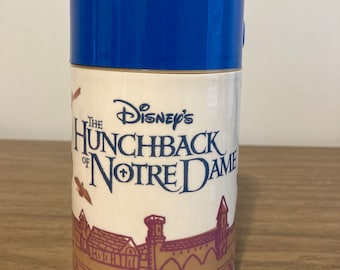 DISNEY'S
THE HUNCHBACK
OF NOTRE DAME